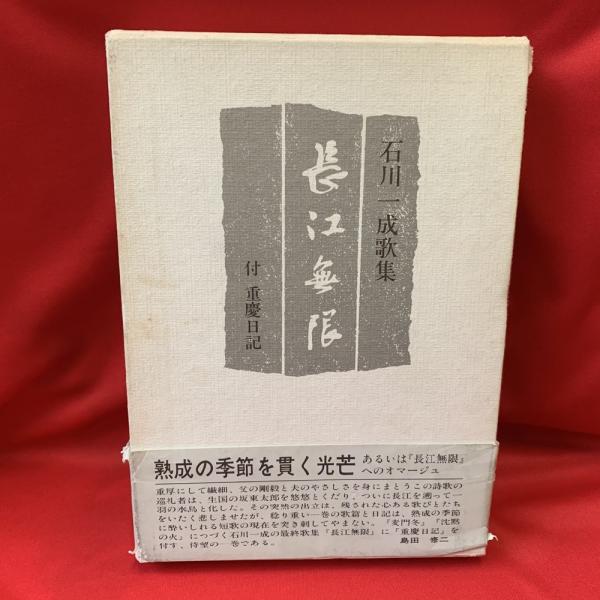 石川一成歌集
長江無限
付 重慶日記
熟成の季節を貫く光芒
あるいは『長江無限』
へのオマージュ
重厚にして繊細、父の剛毅と夫のやさしさを身にまとうこの詩歌の
巡礼者は、生国の坂東太郎を悠悠とくだり、ついに長江を遡って一
羽の水鳥と化した。その突然の出立は、残された心ある歌びとたち
をいたく悲しませたが、稔り重い一巻の歌篇と日記は、熟成の季節
に酔いしれる短歌の現在を突き刺してやまない。『麦門冬』『沈黙
の火』につづく石川一成の最終歌集『長江無限』に「重慶日記」を
付す、待望の一巻である。
島田 修二